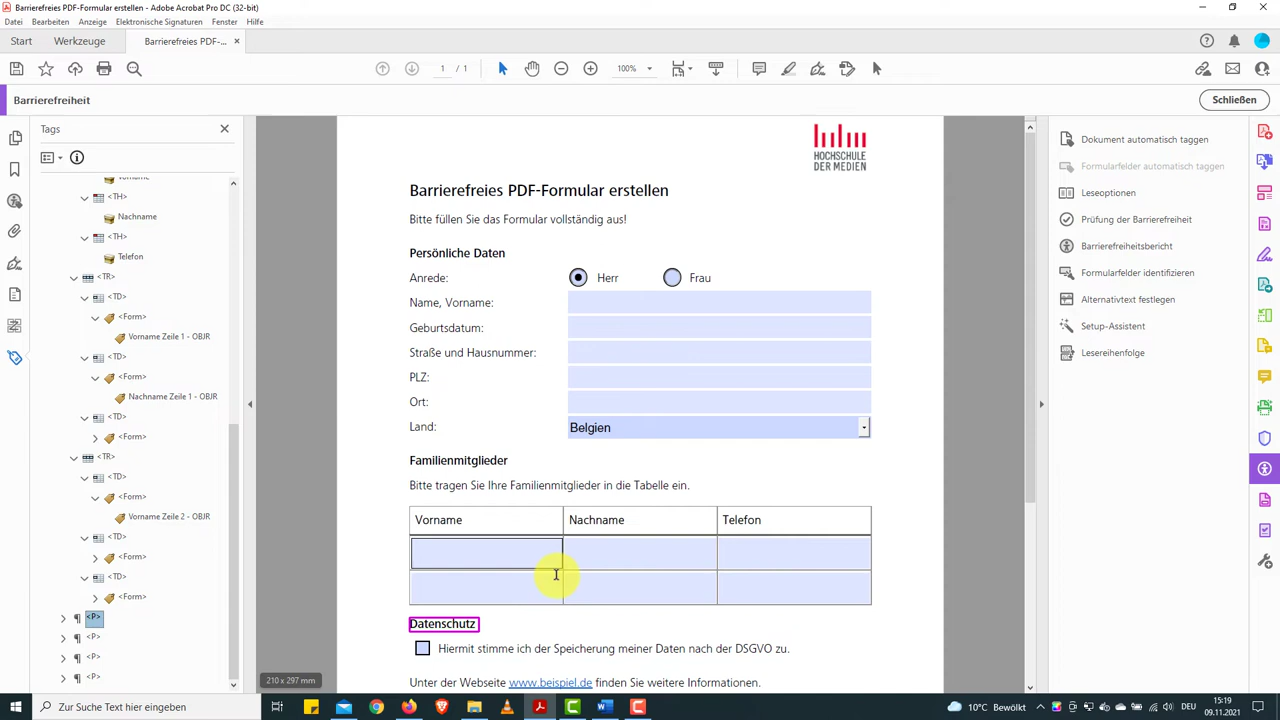 Barrierefreies PDF-Formular erstellen - Adobe Acrobat Pro DC (32-bit)
Datei Bearbeiten Anzeige Elektronische Signaturen Fenster Hilfe
Start Werkzeuge Barrierefreies PDF-... ×
1 / 1 100%
Barrierefreiheit Schließen
Tags
<TH>
Nachname
<TH>
Telefon
<TR>
<TD>
<Form>
Vorname Zeile 1 - OBJR
<TD>
<Form>
Nachname Zeile 1 - OBJR
<TD>
<Form>
<TR>
<TD>
<Form>
Vorname Zeile 2 - OBJR
<TD>
<Form>
<TD>
<Form>
<P>
<P>
<P>
<P>
HOCHSCHULE
DER MEDIEN
Barrierefreies PDF-Formular erstellen
Bitte füllen Sie das Formular vollständig aus!
Persönliche Daten
Anrede: Herr Frau
Name, Vorname:
Geburtsdatum:
Straße und Hausnummer:
PLZ:
Ort:
Land: Belgien
Familienmitglieder
Bitte tragen Sie Ihre Familienmitglieder in die Tabelle ein.
Vorname Nachname Telefon
Datenschutz
Hiermit stimme ich der Speicherung meiner Daten nach der DSGVO zu.
Unter der Webseite www.beispiel.de finden Sie weitere Informationen.
210 x 297 mm
Dokument automatisch taggen
Formularfelder automatisch taggen
Leseoptionen
Prüfung der Barrierefreiheit
Barrierefreiheitsbericht
Formularfelder identifizieren
Alternativtext festlegen
Setup-Assistent
Lesereihenfolge
Zur Suche Text hier eingeben
10°C Bewölkt DEU 15:19
09.11.2021